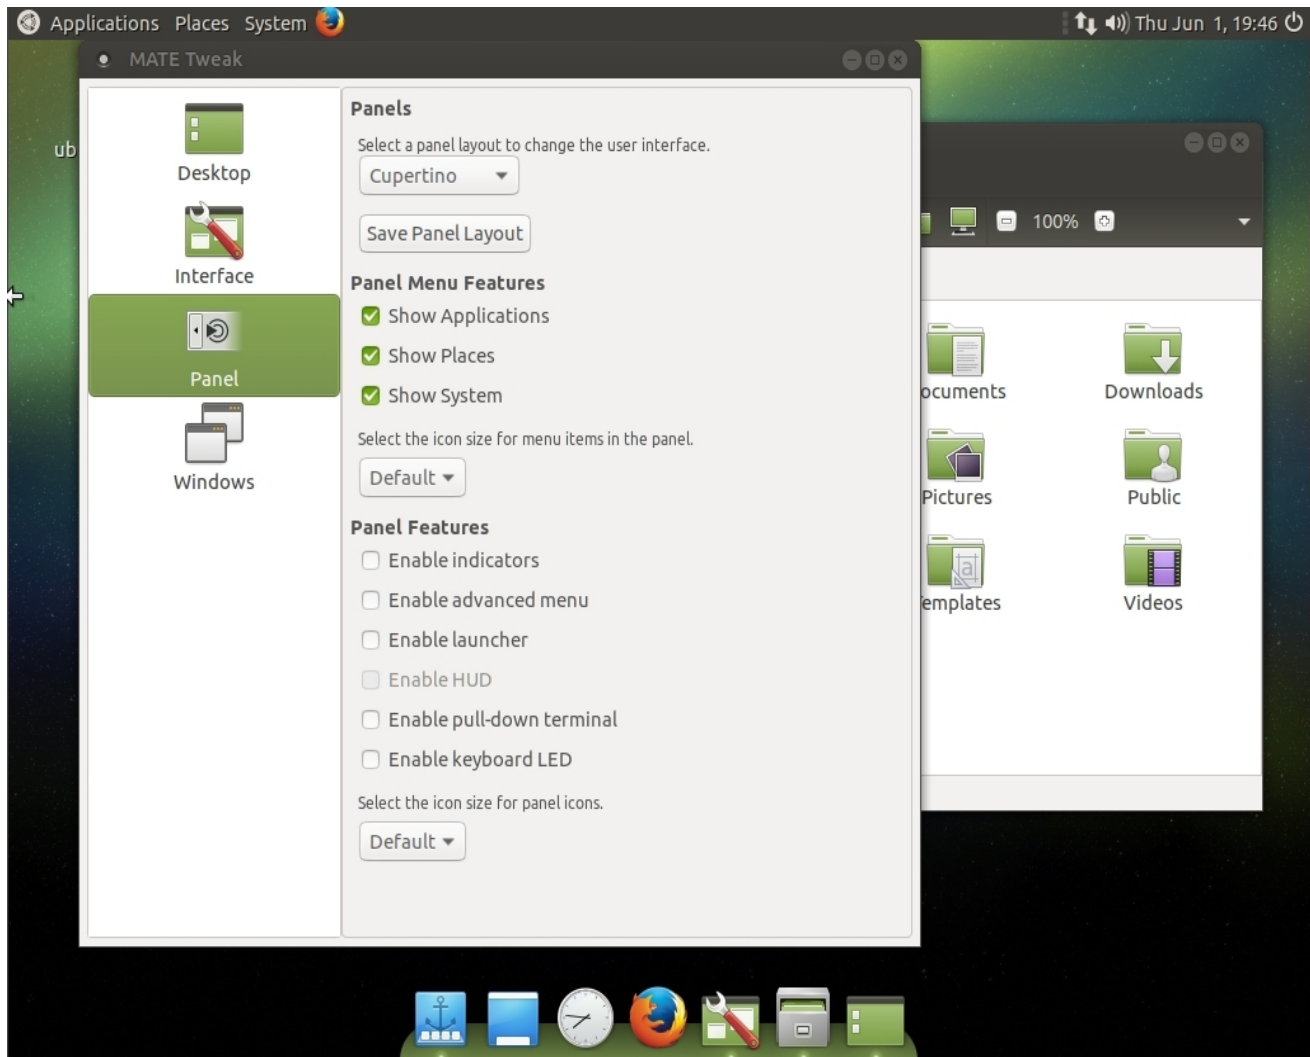 Applications Places System
Thu Jun 1, 19:46
MATE Tweak
ub
Desktop
Interface
Panel
Windows
Panels
Select a panel layout to change the user interface.
Cupertino
Save Panel Layout
Panel Menu Features
Show Applications
Show Places
Show System
Select the icon size for menu items in the panel.
Default
Panel Features
Enable indicators
Enable advanced menu
Enable launcher
Enable HUD
Enable pull-down terminal
Enable keyboard LED
Select the icon size for panel icons.
Default
100%
ocuments
Downloads
Pictures
Public
emplates
Videos